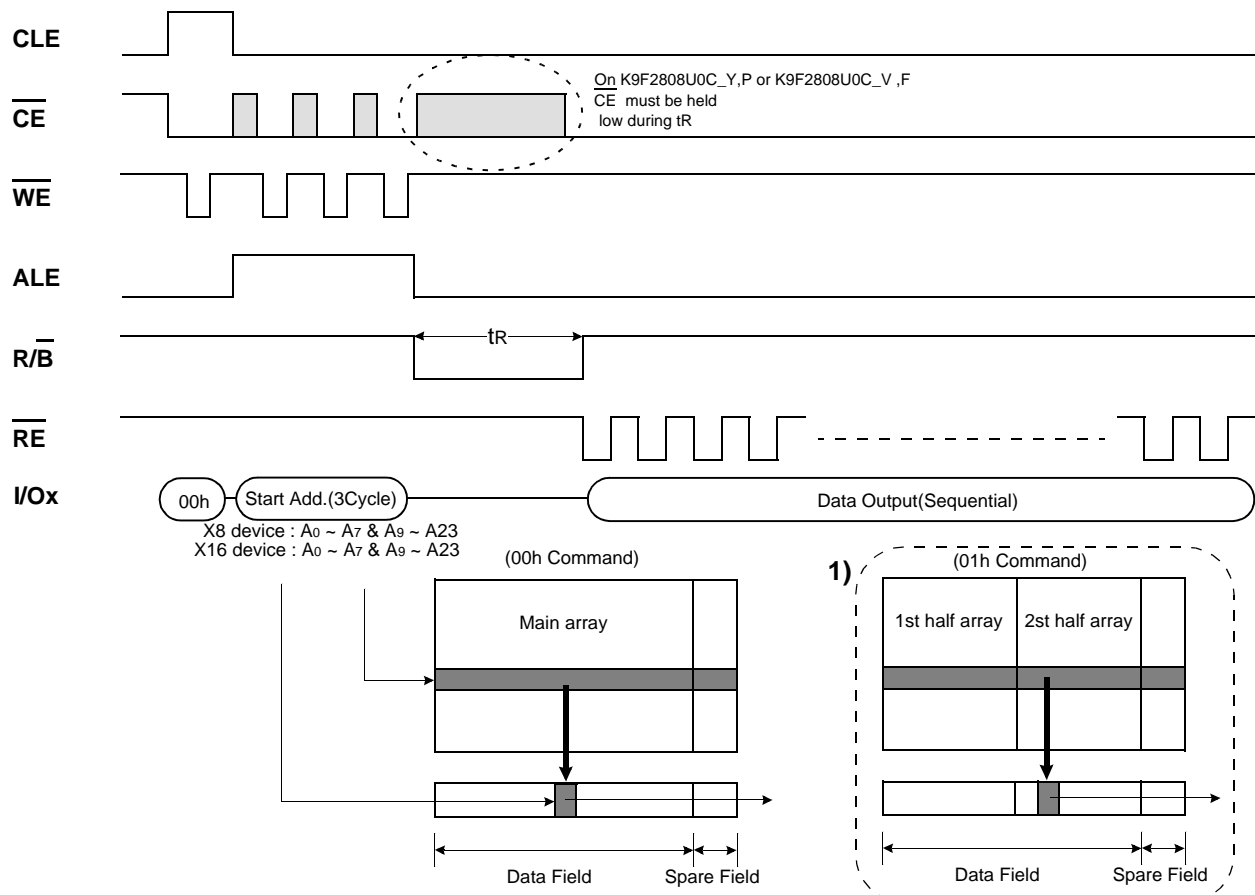 CLE
On K9F2808U0C_Y,P or K9F2808U0C_V ,F
CE must be held
low during tR
CE
WE
ALE
R/B
tR
RE
I/Ox
00h
Start Add.(3Cycle)
Data Output(Sequential)
X8 device : A0 ~ A7 & A9 ~ A23
X16 device : A0 ~ A7 & A9 ~ A23
(00h Command)
1)
(01h Command)
Main array
1st half array
2st half array
Data Field
Spare Field
Data Field
Spare Field